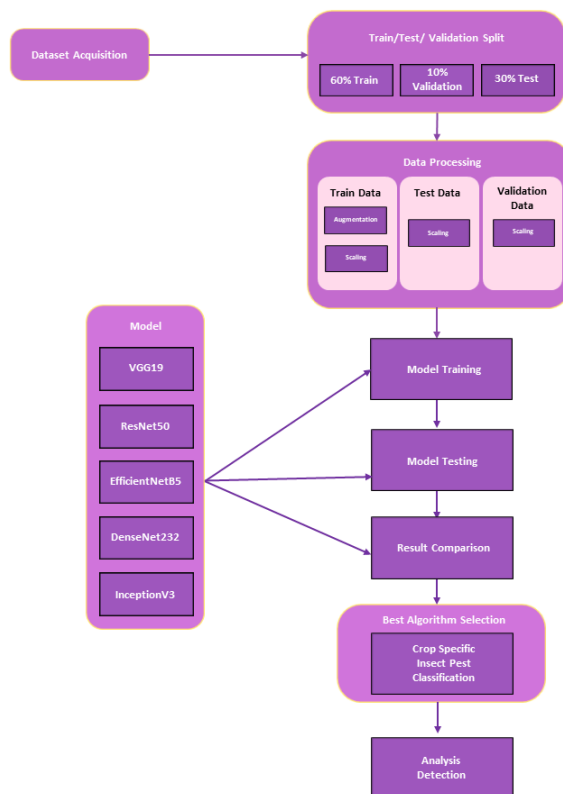 Dataset Acquisition
Train/Test/ Validation Split
60% Train
10%
Validation
30% Test
Data Processing
Train Data
Augmentation
Scaling
Test Data
Scaling
Validation
Data
Scaling
Model
VGG19
ResNet50
EfficientNetB5
DenseNet232
InceptionV3
Model Training
Model Testing
Result Comparison
Best Algorithm Selection
Crop Specific
Insect Pest
Classification
Analysis
Detection